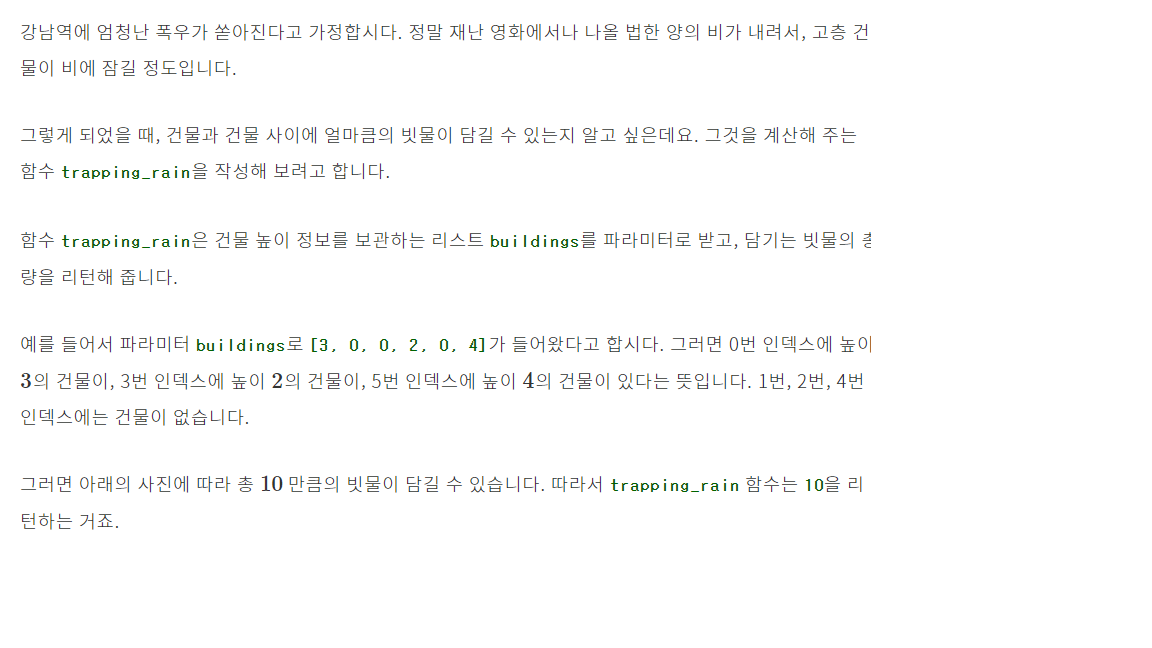 강남역에 엄청난 폭우가 쏟아진다고 가정합시다. 정말 재난 영화에서나 나올 법한 양의 비가 내려서, 고층 건
물이 비에 잠길 정도입니다.
그렇게 되었을 때, 건물과 건물 사이에 얼마큼의 빗물이 담길 수 있는지 알고 싶은데요. 그것을 계산해 주는
함수 trapping_rain을 작성해 보려고 합니다.
함수 trapping_rain은 건물 높이 정보를 보관하는 리스트 buildings를 파라미터로 받고, 담기는 빗물의 총
량을 리턴해 줍니다.
예를 들어서 파라미터 buildings로 [3, 0, 0, 2, 0, 4]가 들어왔다고 합시다. 그러면 0번 인덱스에 높이
3의 건물이, 3번 인덱스에 높이 2의 건물이, 5번 인덱스에 높이 4의 건물이 있다는 뜻입니다. 1번, 2번, 4번
인덱스에는 건물이 없습니다.
그러면 아래의 사진에 따라 총 10 만큼의 빗물이 담길 수 있습니다. 따라서 trapping_rain 함수는 10을 리
턴하는 거죠.